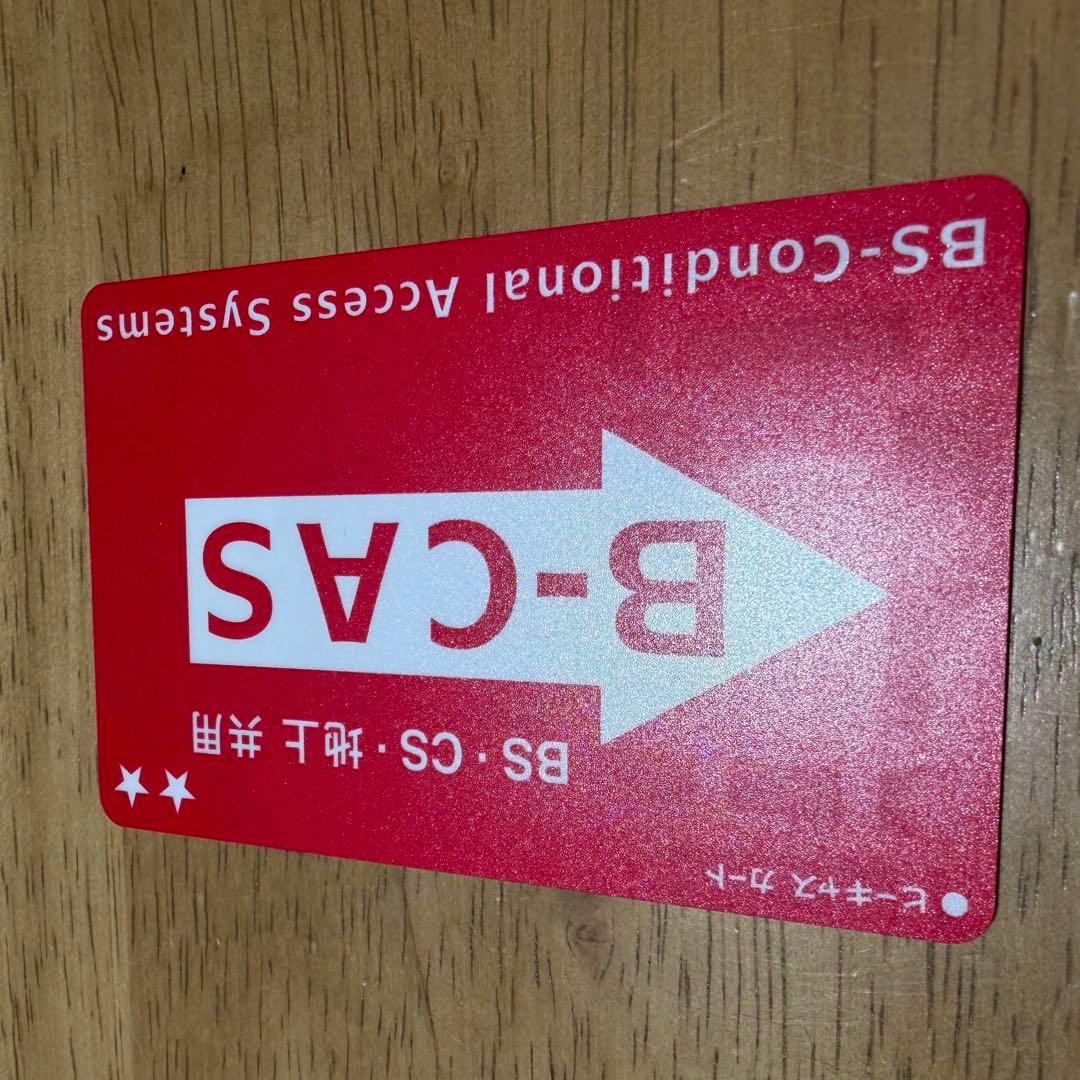 ●ビーキャス カード
★★
BS・CS・地上 共用
B-CAS
BS-Conditional Access Systems